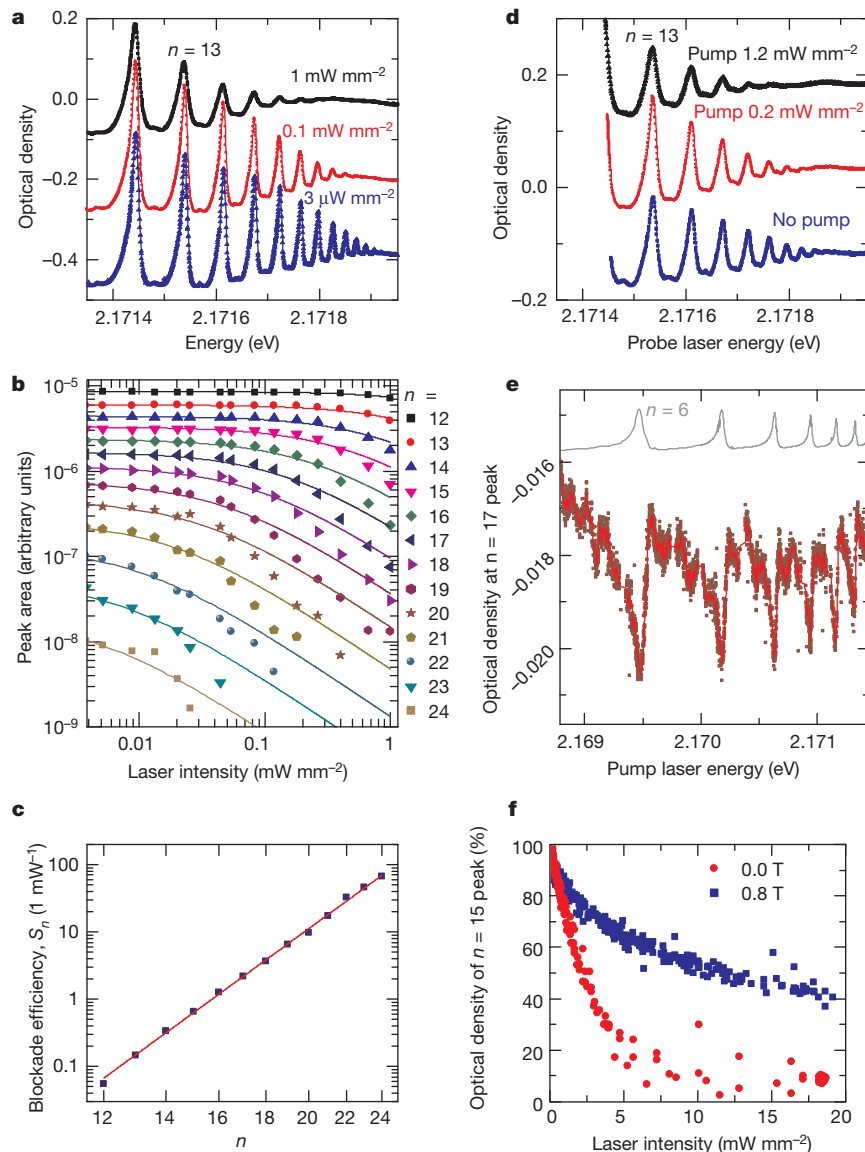 a
0.2
0.0
–0.2
–0.4
Optical density
n = 13
1 mW mm–2
0.1 mW mm–2
3 μW mm–2
2.1714
2.1716
2.1718
Energy (eV)
d
0.2
0.0
–0.2
Optical density
n = 13
Pump 1.2 mW mm–2
Pump 0.2 mW mm–2
No pump
2.1714
2.1716
2.1718
Probe laser energy (eV)
b
10–5
10–6
10–7
10–8
10–9
Peak area (arbitrary units)
0.01
0.1
1
Laser intensity (mW mm–2)
n =
12
13
14
15
16
17
18
19
20
21
22
23
24
e
n = 6
–0.016
–0.018
–0.020
Optical density at n = 17 peak
2.169
2.170
2.171
Pump laser energy (eV)
c
100
10
1
0.1
Blockade efficiency, Sn (1 mW–1)
12
14
16
18
20
22
24
n
f
100
80
60
40
20
0
Optical density of n = 15 peak (%)
0.0 T
0.8 T
0
5
10
15
20
Laser intensity (mW mm–2)